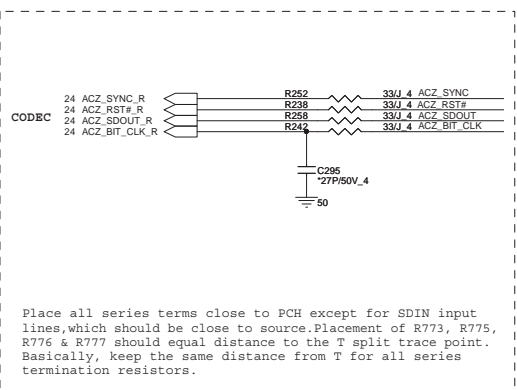 R252 33/J_4 ACZ_SYNC
24 ACZ_SYNC_R
R238 33/J_4 ACZ_RST#
24 ACZ_RST#_R
R258 33/J_4 ACZ_SDOUT
CODEC 24 ACZ_SDOUT_R
R242 33/J_4 ACZ_BIT_CLK
24 ACZ_BIT_CLK_R
C295
*27P/50V_4
50
Place all series terms close to PCH except for SDIN input
lines,which should be close to source.Placement of R773, R775,
R776 & R777 should equal distance to the T split trace point.
Basically, keep the same distance from T for all series
termination resistors.